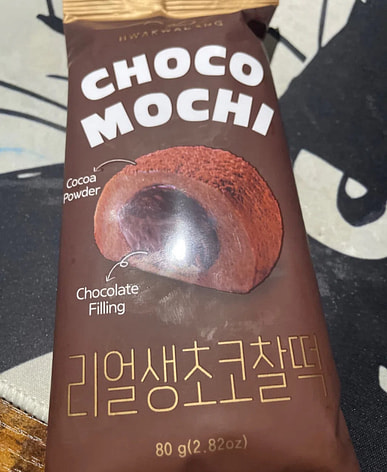 CHOCO
MOCHI
Cocoa
Powder
Chocolate
Filling
리얼생초코찰떡
80 g(2.82oz)